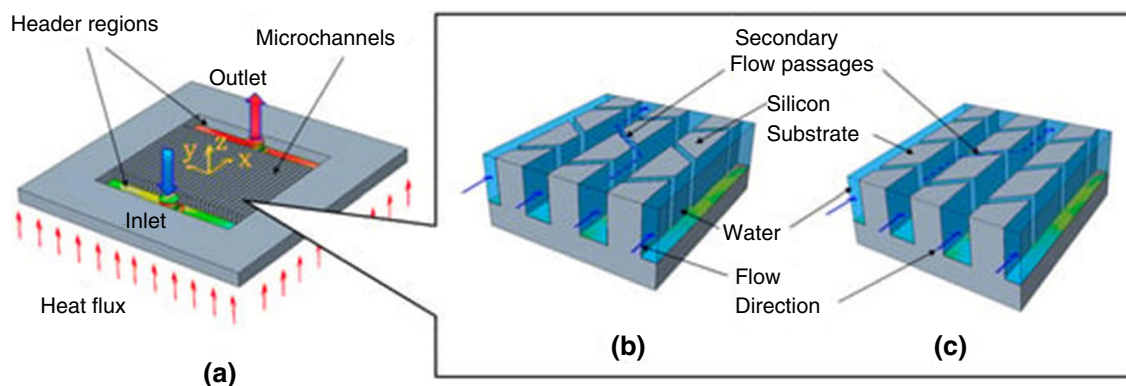 Header regions
Microchannels
Outlet
z
y
x
Inlet
Heat flux
(a)
Secondary
Flow passages
Silicon
Substrate
Water
Flow
Direction
(b)
(c)